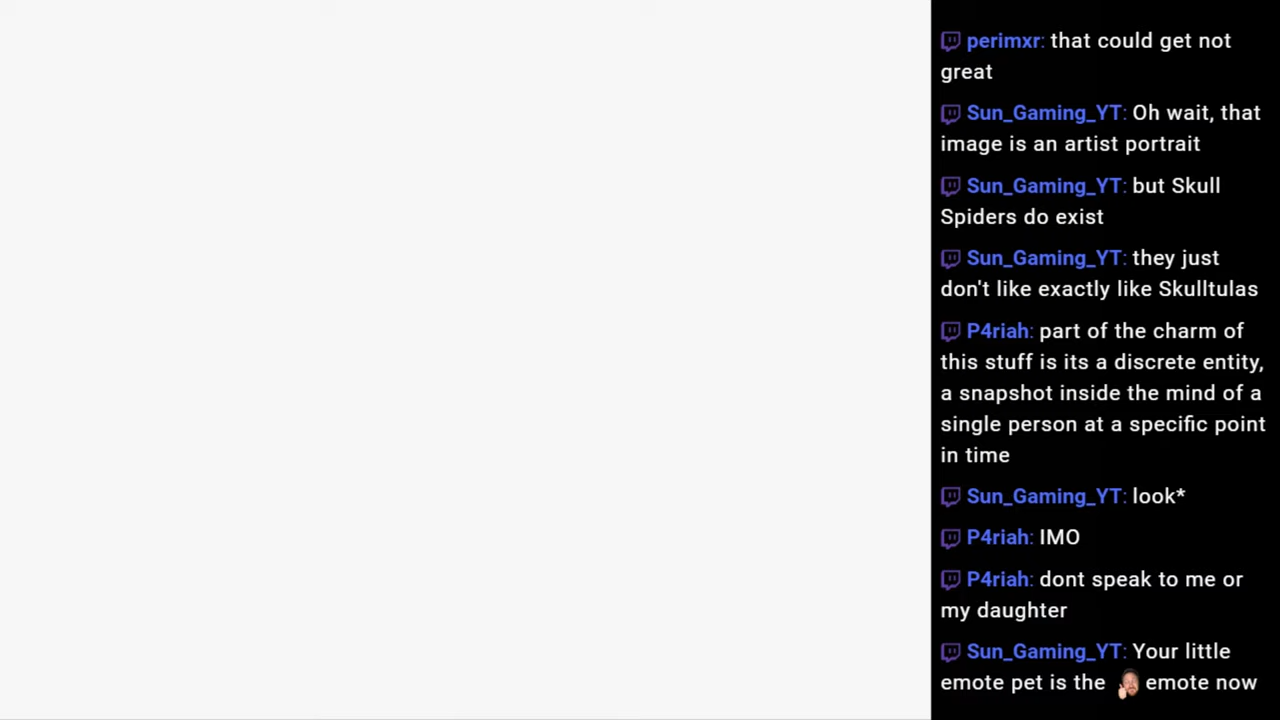 perimxr: that could get not
great
Sun_Gaming_YT: Oh wait, that
image is an artist portrait
Sun_Gaming_YT: but Skull
Spiders do exist
Sun_Gaming_YT: they just
don't like exactly like Skulltulas
P4riah: part of the charm of
this stuff is its a discrete entity,
a snapshot inside the mind of a
single person at a specific point
in time
Sun_Gaming_YT: look*
P4riah: IMO
P4riah: dont speak to me or
my daughter
Sun_Gaming_YT: Your little
emote pet is the emote now